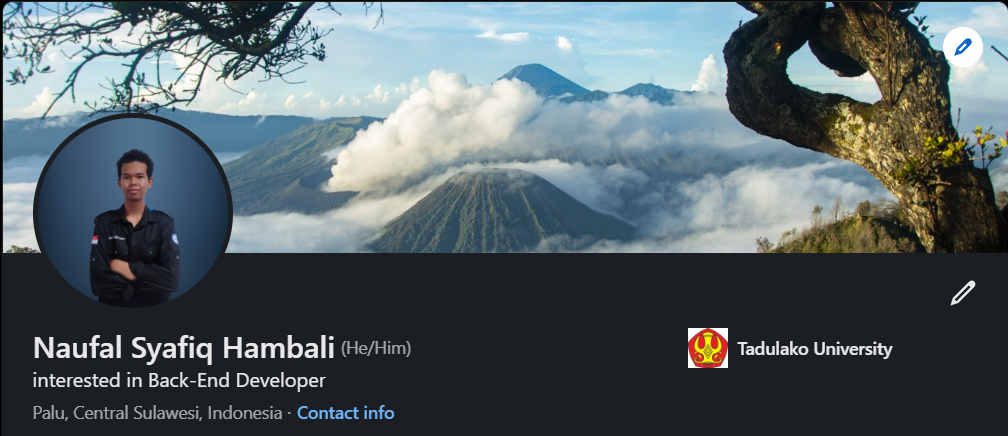 Naufal Syafiq Hambali (He/Him)
Tadulako University
interested in Back-End Developer
Palu, Central Sulawesi, Indonesia · Contact info